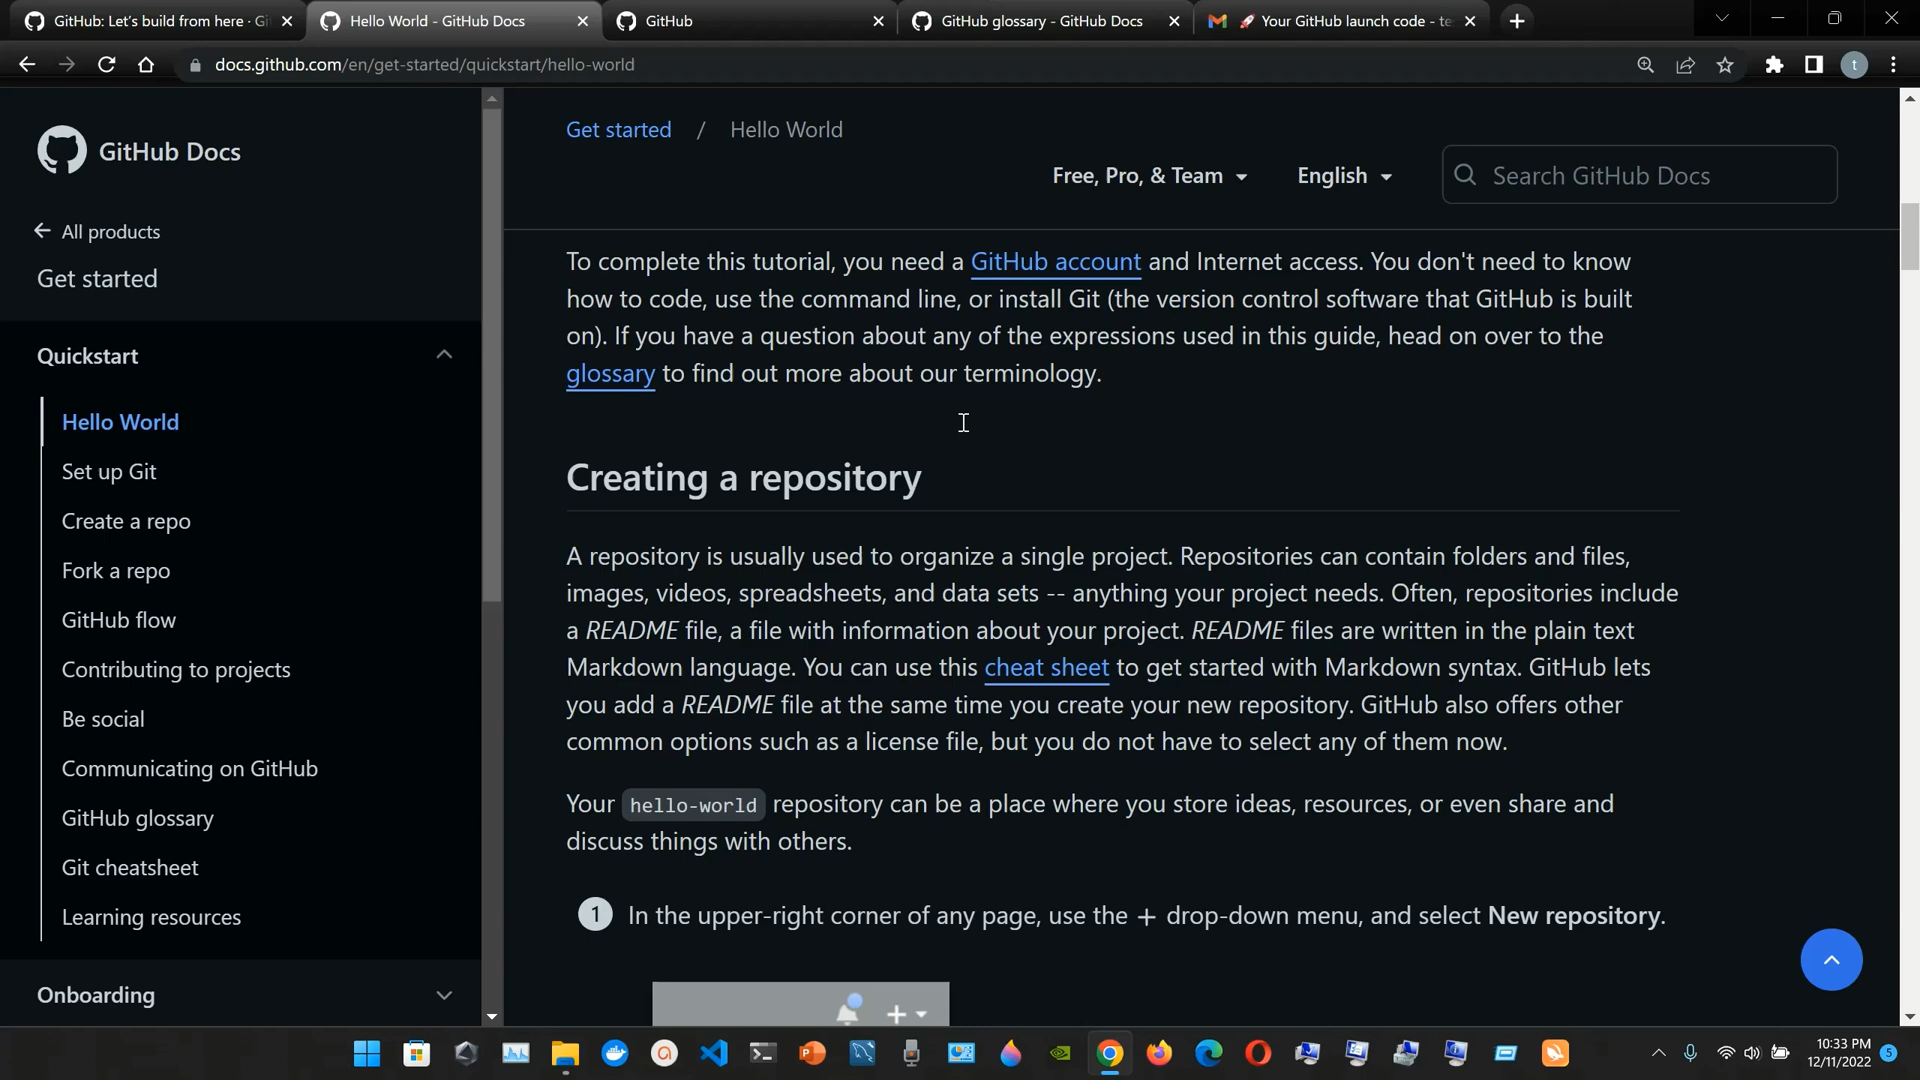 GitHub: Let's build from here · Gi
Hello World - GitHub Docs
GitHub
GitHub glossary - GitHub Docs
🚀 Your GitHub launch code - te
docs.github.com/en/get-started/quickstart/hello-world
t
GitHub Docs
← All products
Get started
Quickstart
Hello World
Set up Git
Create a repo
Fork a repo
GitHub flow
Contributing to projects
Be social
Communicating on GitHub
GitHub glossary
Git cheatsheet
Learning resources
Onboarding
Get started / Hello World
Free, Pro, & Team
English
Search GitHub Docs
To complete this tutorial, you need a GitHub account and Internet access. You don't need to know
how to code, use the command line, or install Git (the version control software that GitHub is built
on). If you have a question about any of the expressions used in this guide, head on over to the
glossary to find out more about our terminology.
Creating a repository
A repository is usually used to organize a single project. Repositories can contain folders and files,
images, videos, spreadsheets, and data sets -- anything your project needs. Often, repositories include
a README file, a file with information about your project. README files are written in the plain text
Markdown language. You can use this cheat sheet to get started with Markdown syntax. GitHub lets
you add a README file at the same time you create your new repository. GitHub also offers other
common options such as a license file, but you do not have to select any of them now.
Your hello-world repository can be a place where you store ideas, resources, or even share and
discuss things with others.
1 In the upper-right corner of any page, use the + drop-down menu, and select New repository.
10:33 PM
12/11/2022
5